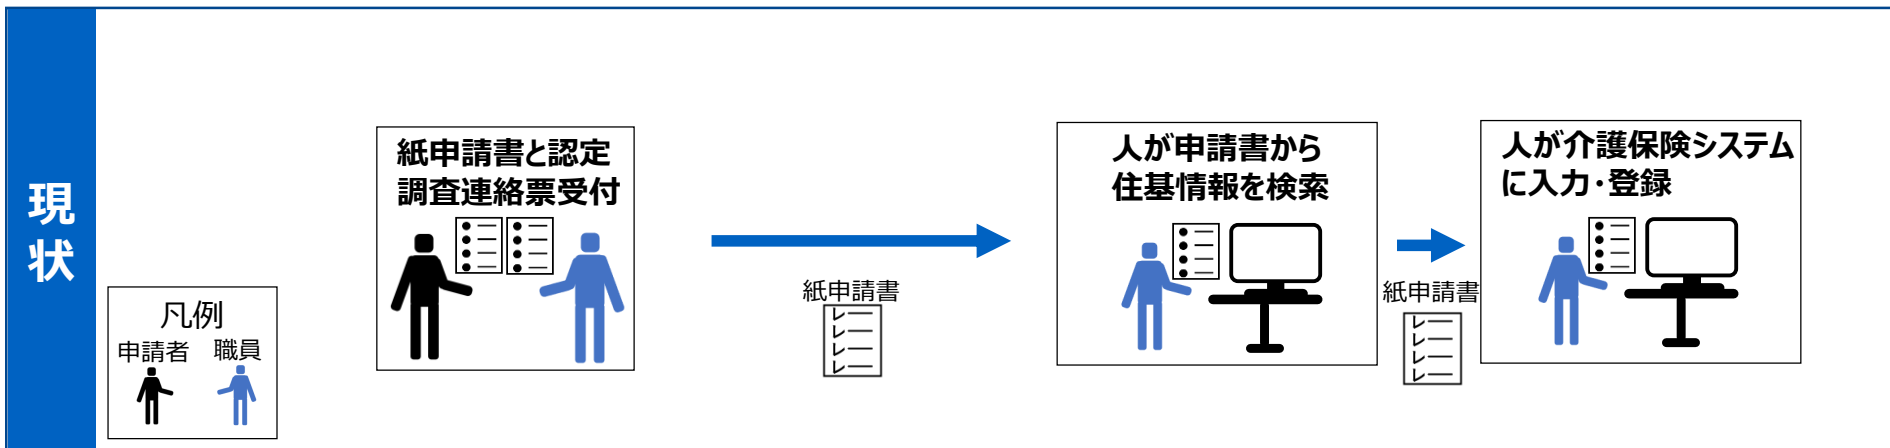 現状
紙申請書と認定
調査連絡票受付
紙申請書
人が申請書から
住基情報を検索
紙申請書
人が介護保険システム
に入力・登録
凡例
申請者 職員